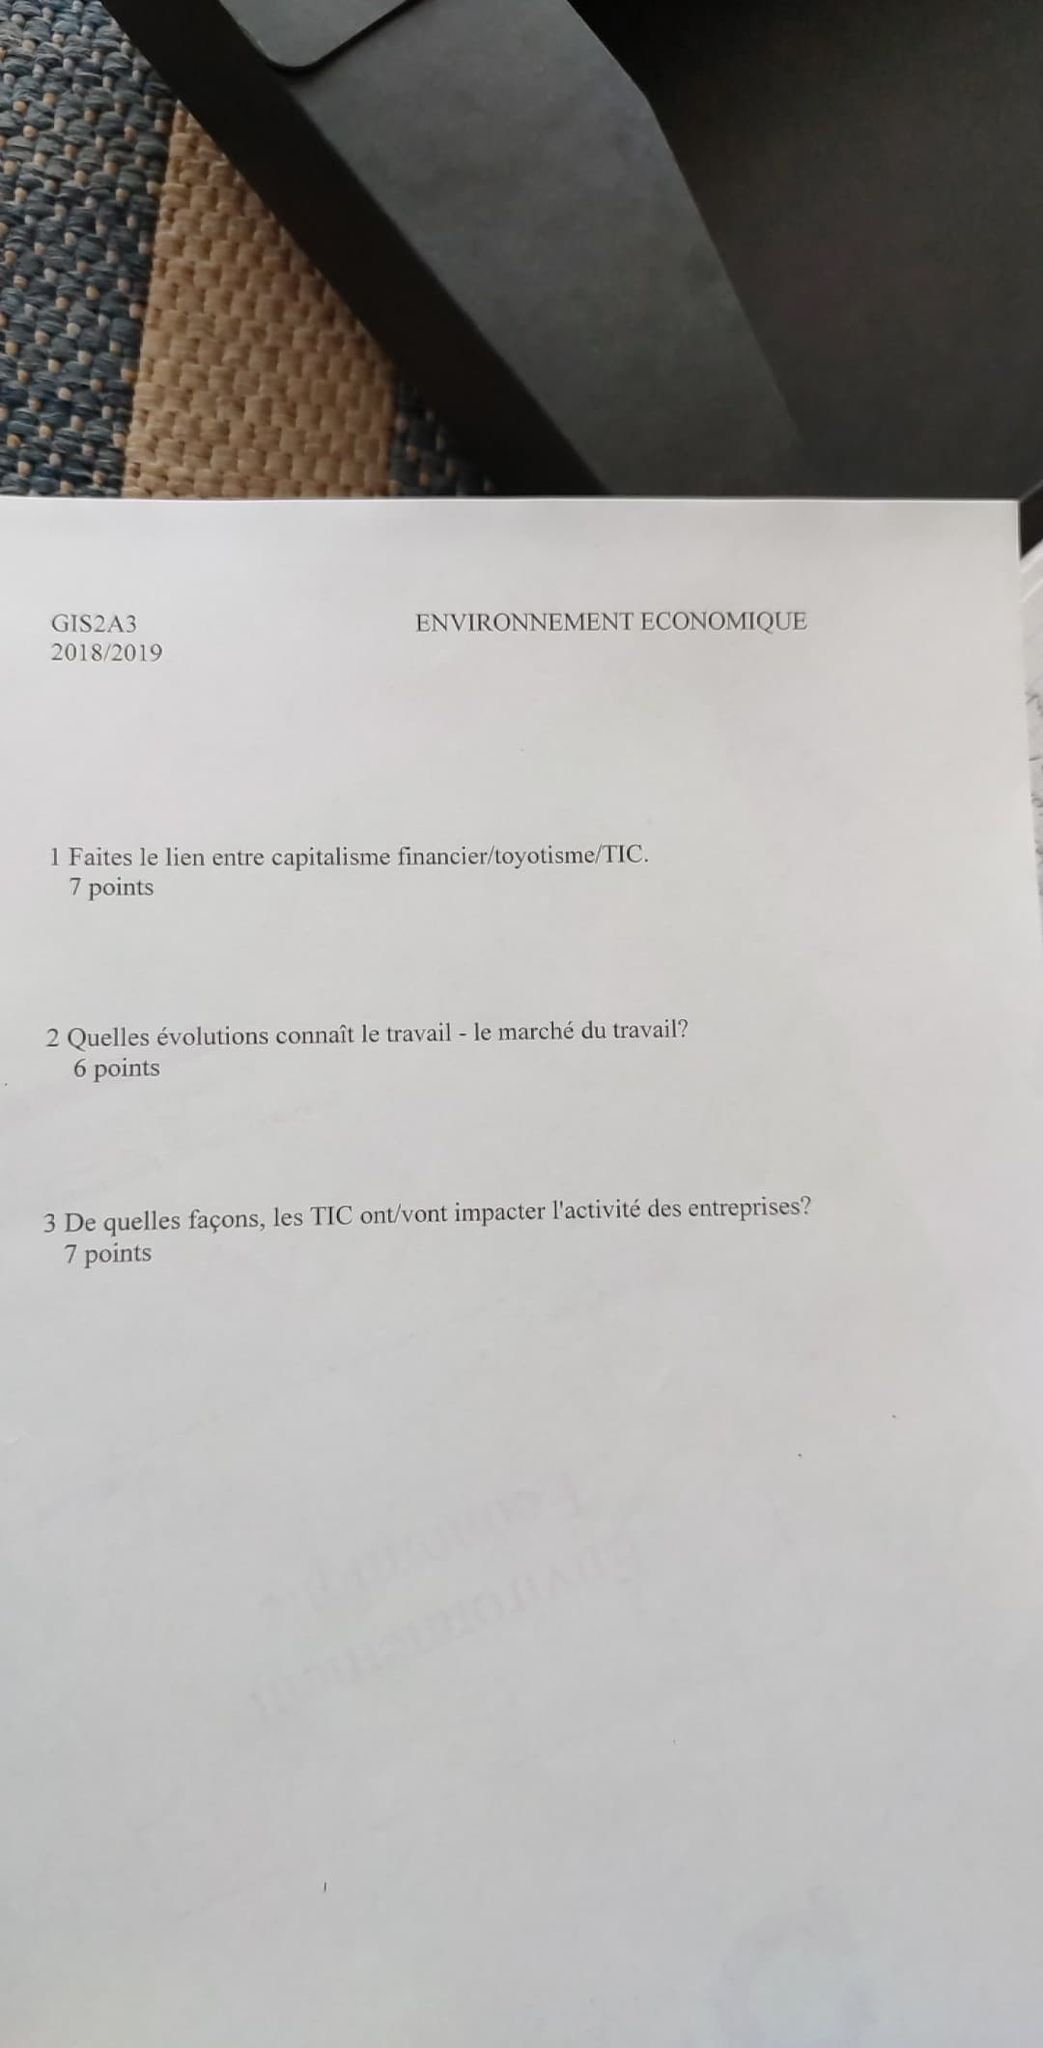 GIS2A3 ENVIRONNEMENT ECONOMIQUE
2018/2019
1 Faites le lien entre capitalisme financier/toyotisme/TIC.
7 points
2 Quelles évolutions connaît le travail - le marché du travail?
6 points
3 De quelles façons, les TIC ont/vont impacter l'activité des entreprises?
7 points